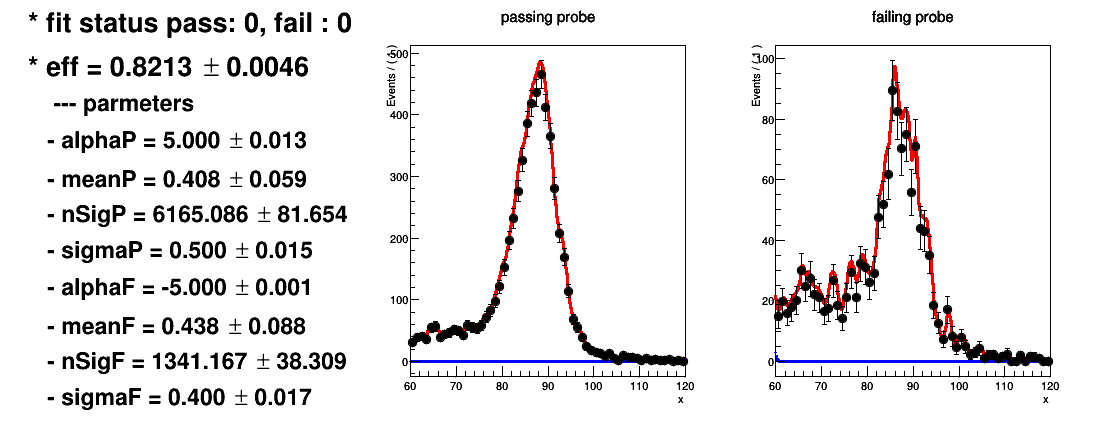 * fit status pass: 0, fail : 0
* eff = 0.8213 ± 0.0046
--- parmeters
- alphaP = 5.000 ± 0.013
- meanP = 0.408 ± 0.059
- nSigP = 6165.086 ± 81.654
- sigmaP = 0.500 ± 0.015
- alphaF = -5.000 ± 0.001
- meanF = 0.438 ± 0.088
- nSigF = 1341.167 ± 38.309
- sigmaF = 0.400 ± 0.017
passing probe
Events / (
500
400
300
200
100
0
60 70 80 90 100 110 120
x
failing probe
Events / (
100
80
60
40
20
0
60 70 80 90 100 110 120
x